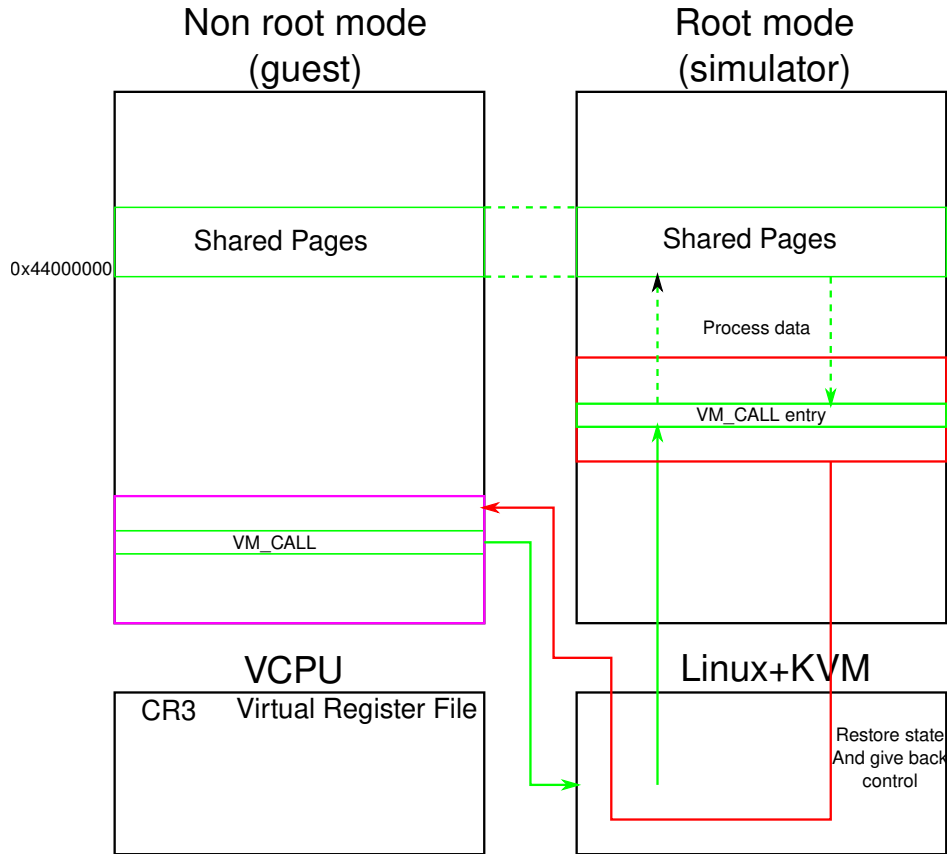 Non root mode
(guest)
Root mode
(simulator)
Shared Pages
Shared Pages
0x44000000
Process data
VM_CALL entry
VM_CALL
VCPU
Linux+KVM
CR3 Virtual Register File
Restore state
And give back
control